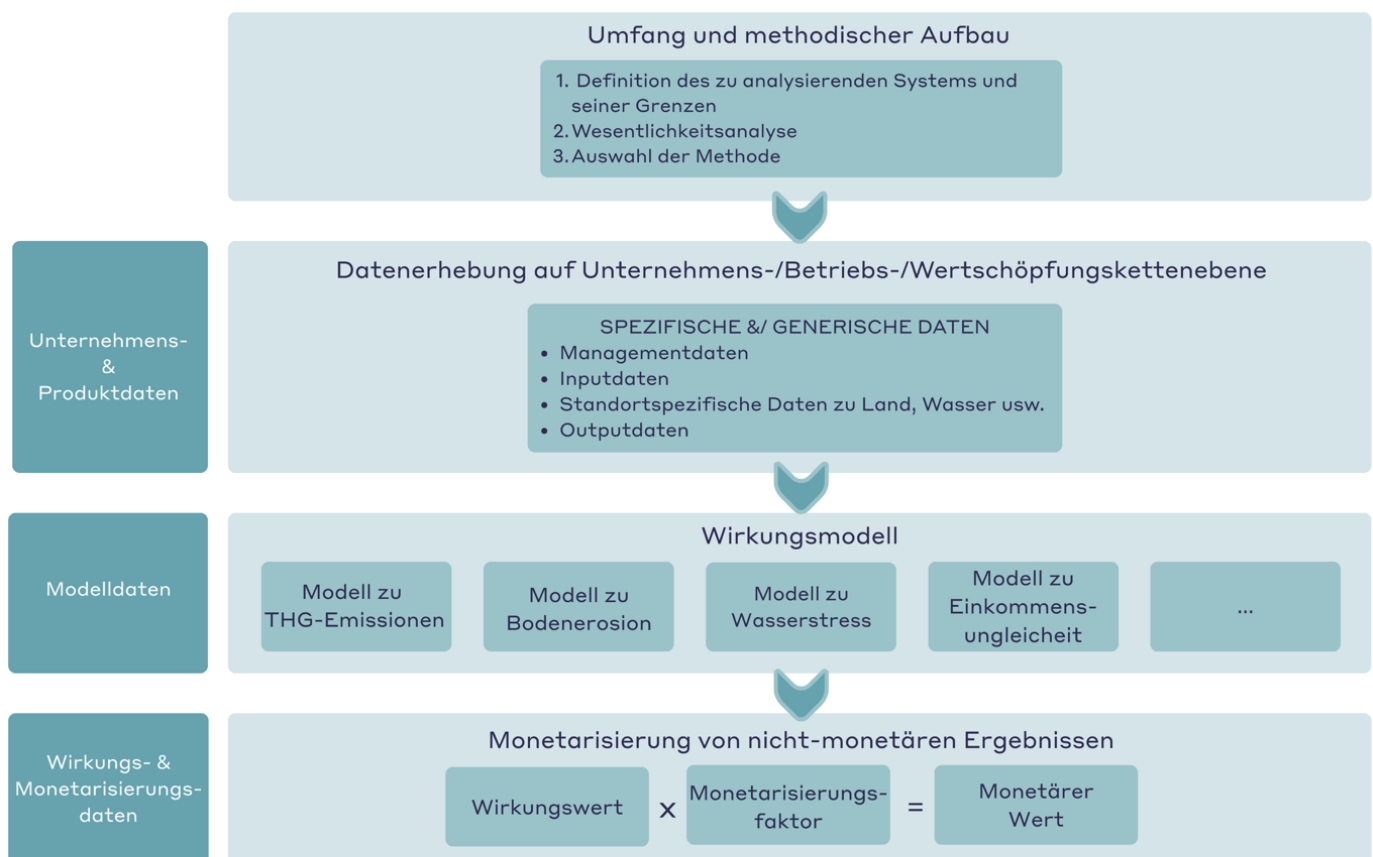 Umfang und methodischer Aufbau
1. Definition des zu analysierenden Systems und
seiner Grenzen
2. Wesentlichkeitsanalyse
3. Auswahl der Methode
Unternehmens-
&
Produktdaten
Datenerhebung auf Unternehmens-/Betriebs-/Wertschöpfungskettenebene
SPEZIFISCHE &/ GENERISCHE DATEN
• Managementdaten
• Inputdaten
• Standortspezifische Daten zu Land, Wasser usw.
• Outputdaten
Modelldaten
Wirkungsmodell
Modell zu
THG-Emissionen
Modell zu
Bodenerosion
Modell zu
Wasserstress
Modell zu
Einkommens-
ungleicheit
...
Wirkungs- &
Monetarisierungs-
daten
Monetarisierung von nicht-monetären Ergebnissen
Wirkungswert
x
Monetarisierungs-
faktor
=
Monetärer
Wert